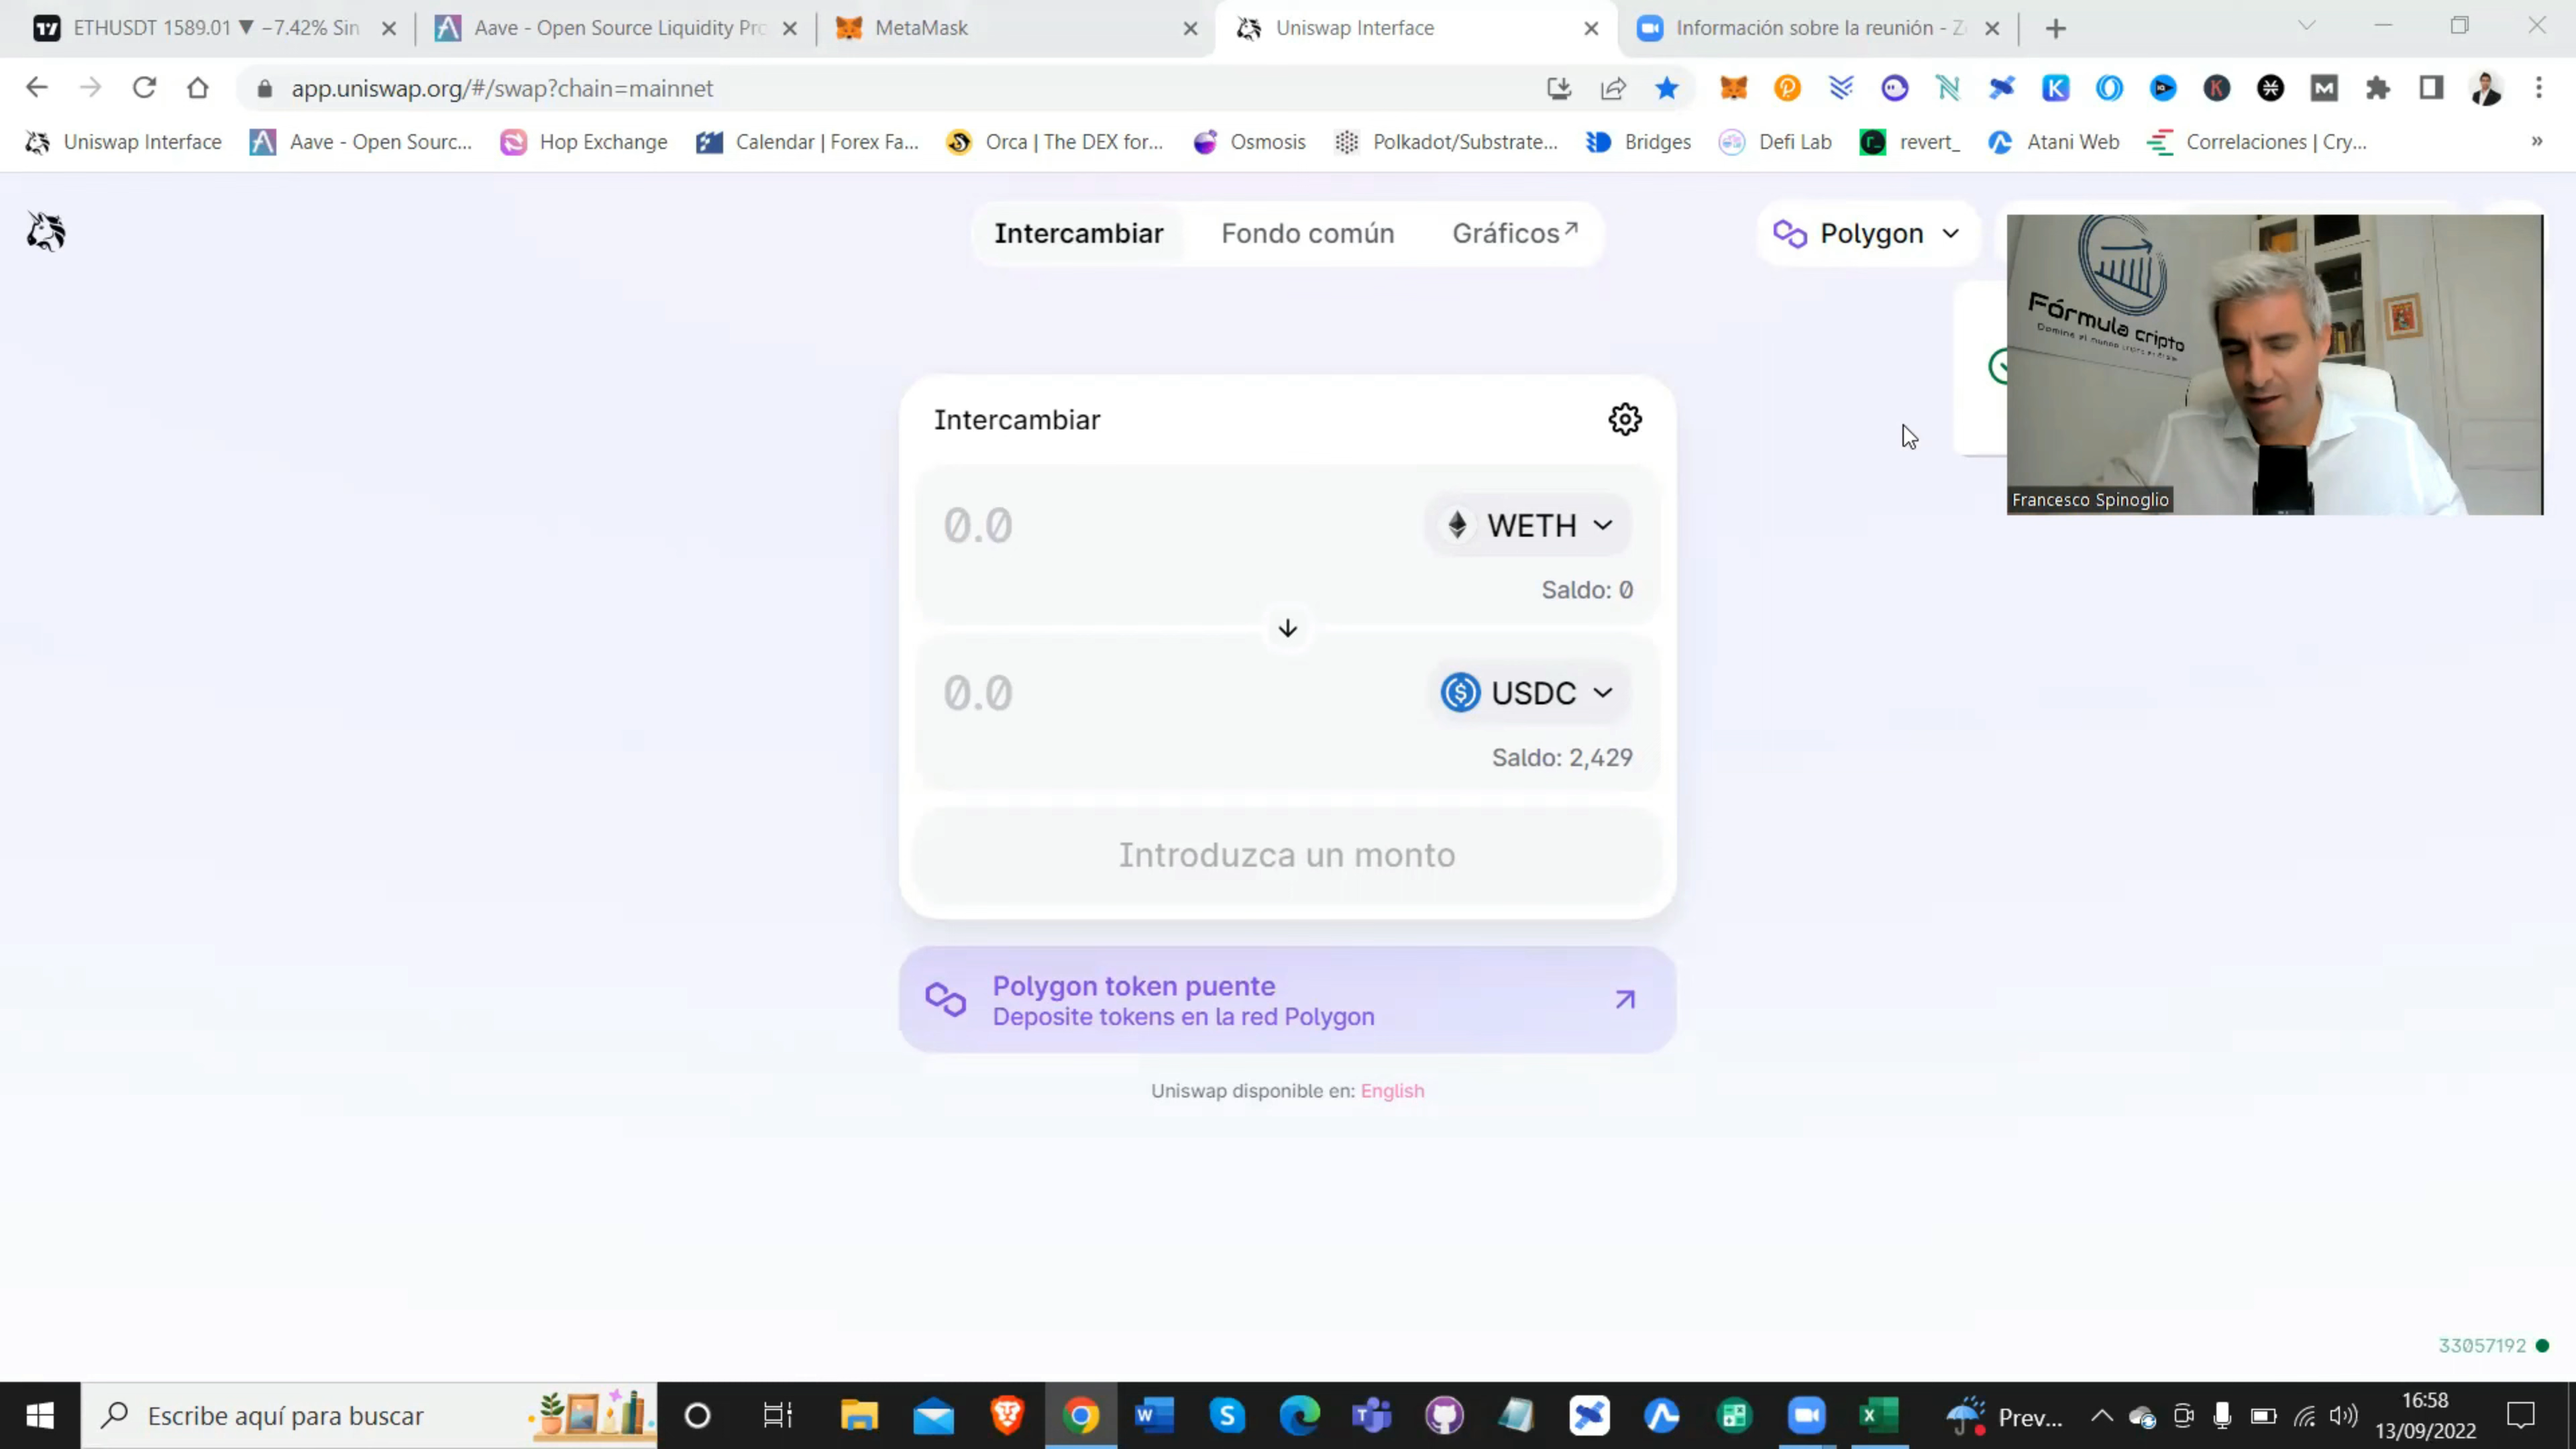 ETHUSDT 1589.01 ▼ −7.42% Sin
Aave - Open Source Liquidity Pro
MetaMask
Uniswap Interface
Información sobre la reunión - Z
app.uniswap.org/#/swap?chain=mainnet
Uniswap Interface
Aave - Open Sourc...
Hop Exchange
Calendar | Forex Fa...
Orca | The DEX for...
Osmosis
Polkadot/Substrate...
Bridges
Defi Lab
revert_
Atani Web
Correlaciones | Cry...
Intercambiar
Fondo común
Gráficos
Polygon
Fórmula cripto
Francesco Spinoglio
Intercambiar
0.0
WETH
Saldo: 0
0.0
USDC
Saldo: 2,429
Introduzca un monto
Polygon token puente
Deposite tokens en la red Polygon
Uniswap disponible en: English
33057192
Escribe aquí para buscar
Prev...
16:58
13/09/2022